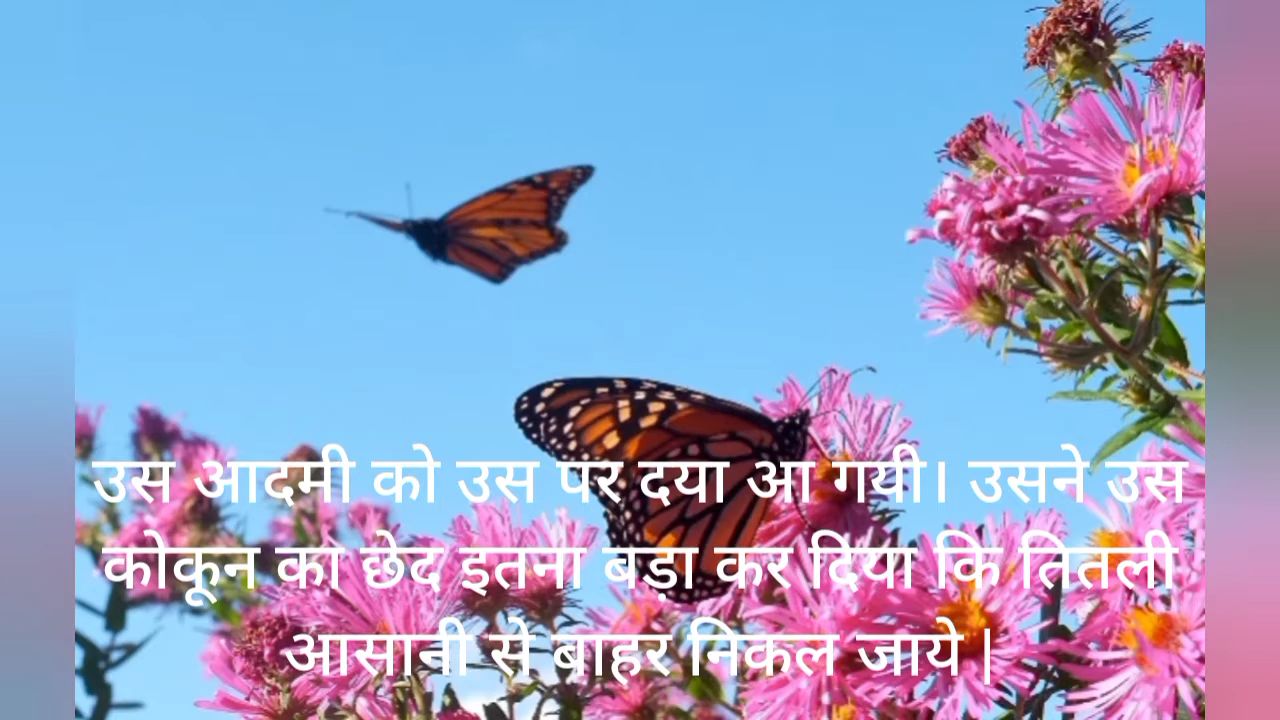 उस आदमी को उस पर दया आ गयी। उसने उस
कोकून का छेद इतना बड़ा कर दिया कि तितली
आसानी से बाहर निकल जाये |